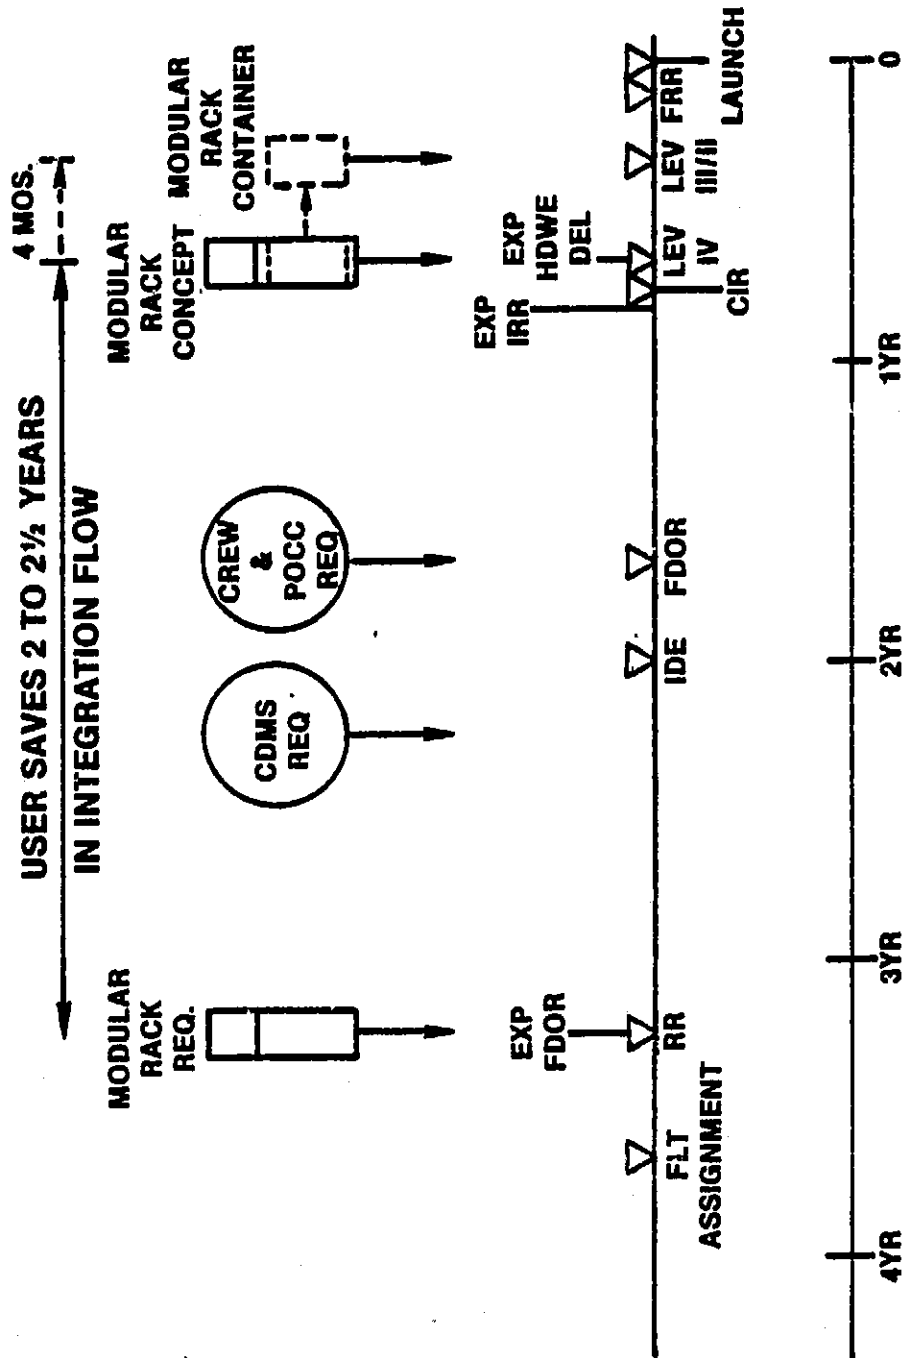 USER SAVES 2 TO 2½ YEARS
IN INTEGRATION FLOW
4 MOS.
MODULAR
RACK
REQ.
CDMS
REQ
CREW
&
POCC
REQ
MODULAR
RACK
CONCEPT
MODULAR
RACK
CONTAINER
EXP
FDOR
EXP
IRR
EXP
HDWE
DEL
FLT
ASSIGNMENT
RR
IDE
FDOR
CIR
LEV
IV
LEV
III/II
FRR
LAUNCH
4YR
3YR
2YR
1YR
0